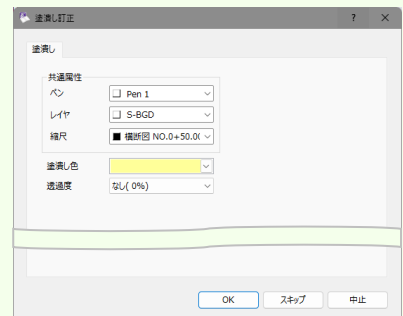 塗潰し訂正
?
×
塗潰し
共通属性
ペン
Pen 1
レイヤ
S-BGD
縮尺
横断図 NO.0+50.0(
塗潰し色
透過度
なし( 0%)
OK
スキップ
中止